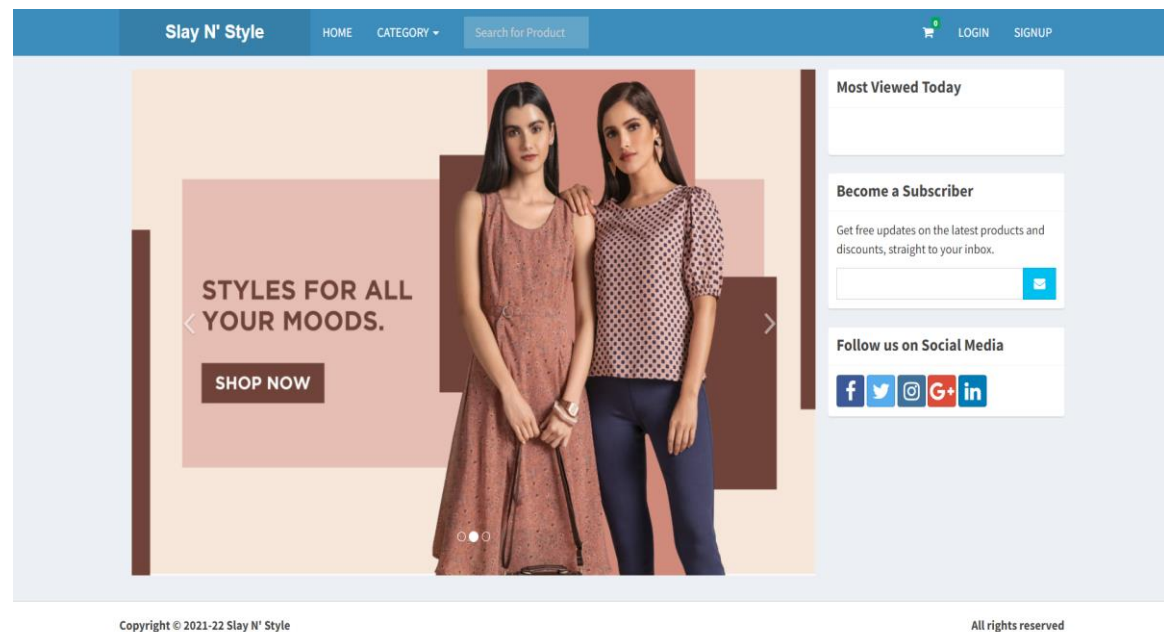 Slay N' Style HOME CATEGORY Search for Product 0 LOGIN SIGNUP
STYLES FOR ALL
YOUR MOODS.
SHOP NOW
Most Viewed Today
Become a Subscriber
Get free updates on the latest products and
discounts, straight to your inbox.
Follow us on Social Media
f G+ in
Copyright © 2021-22 Slay N' Style All rights reserved